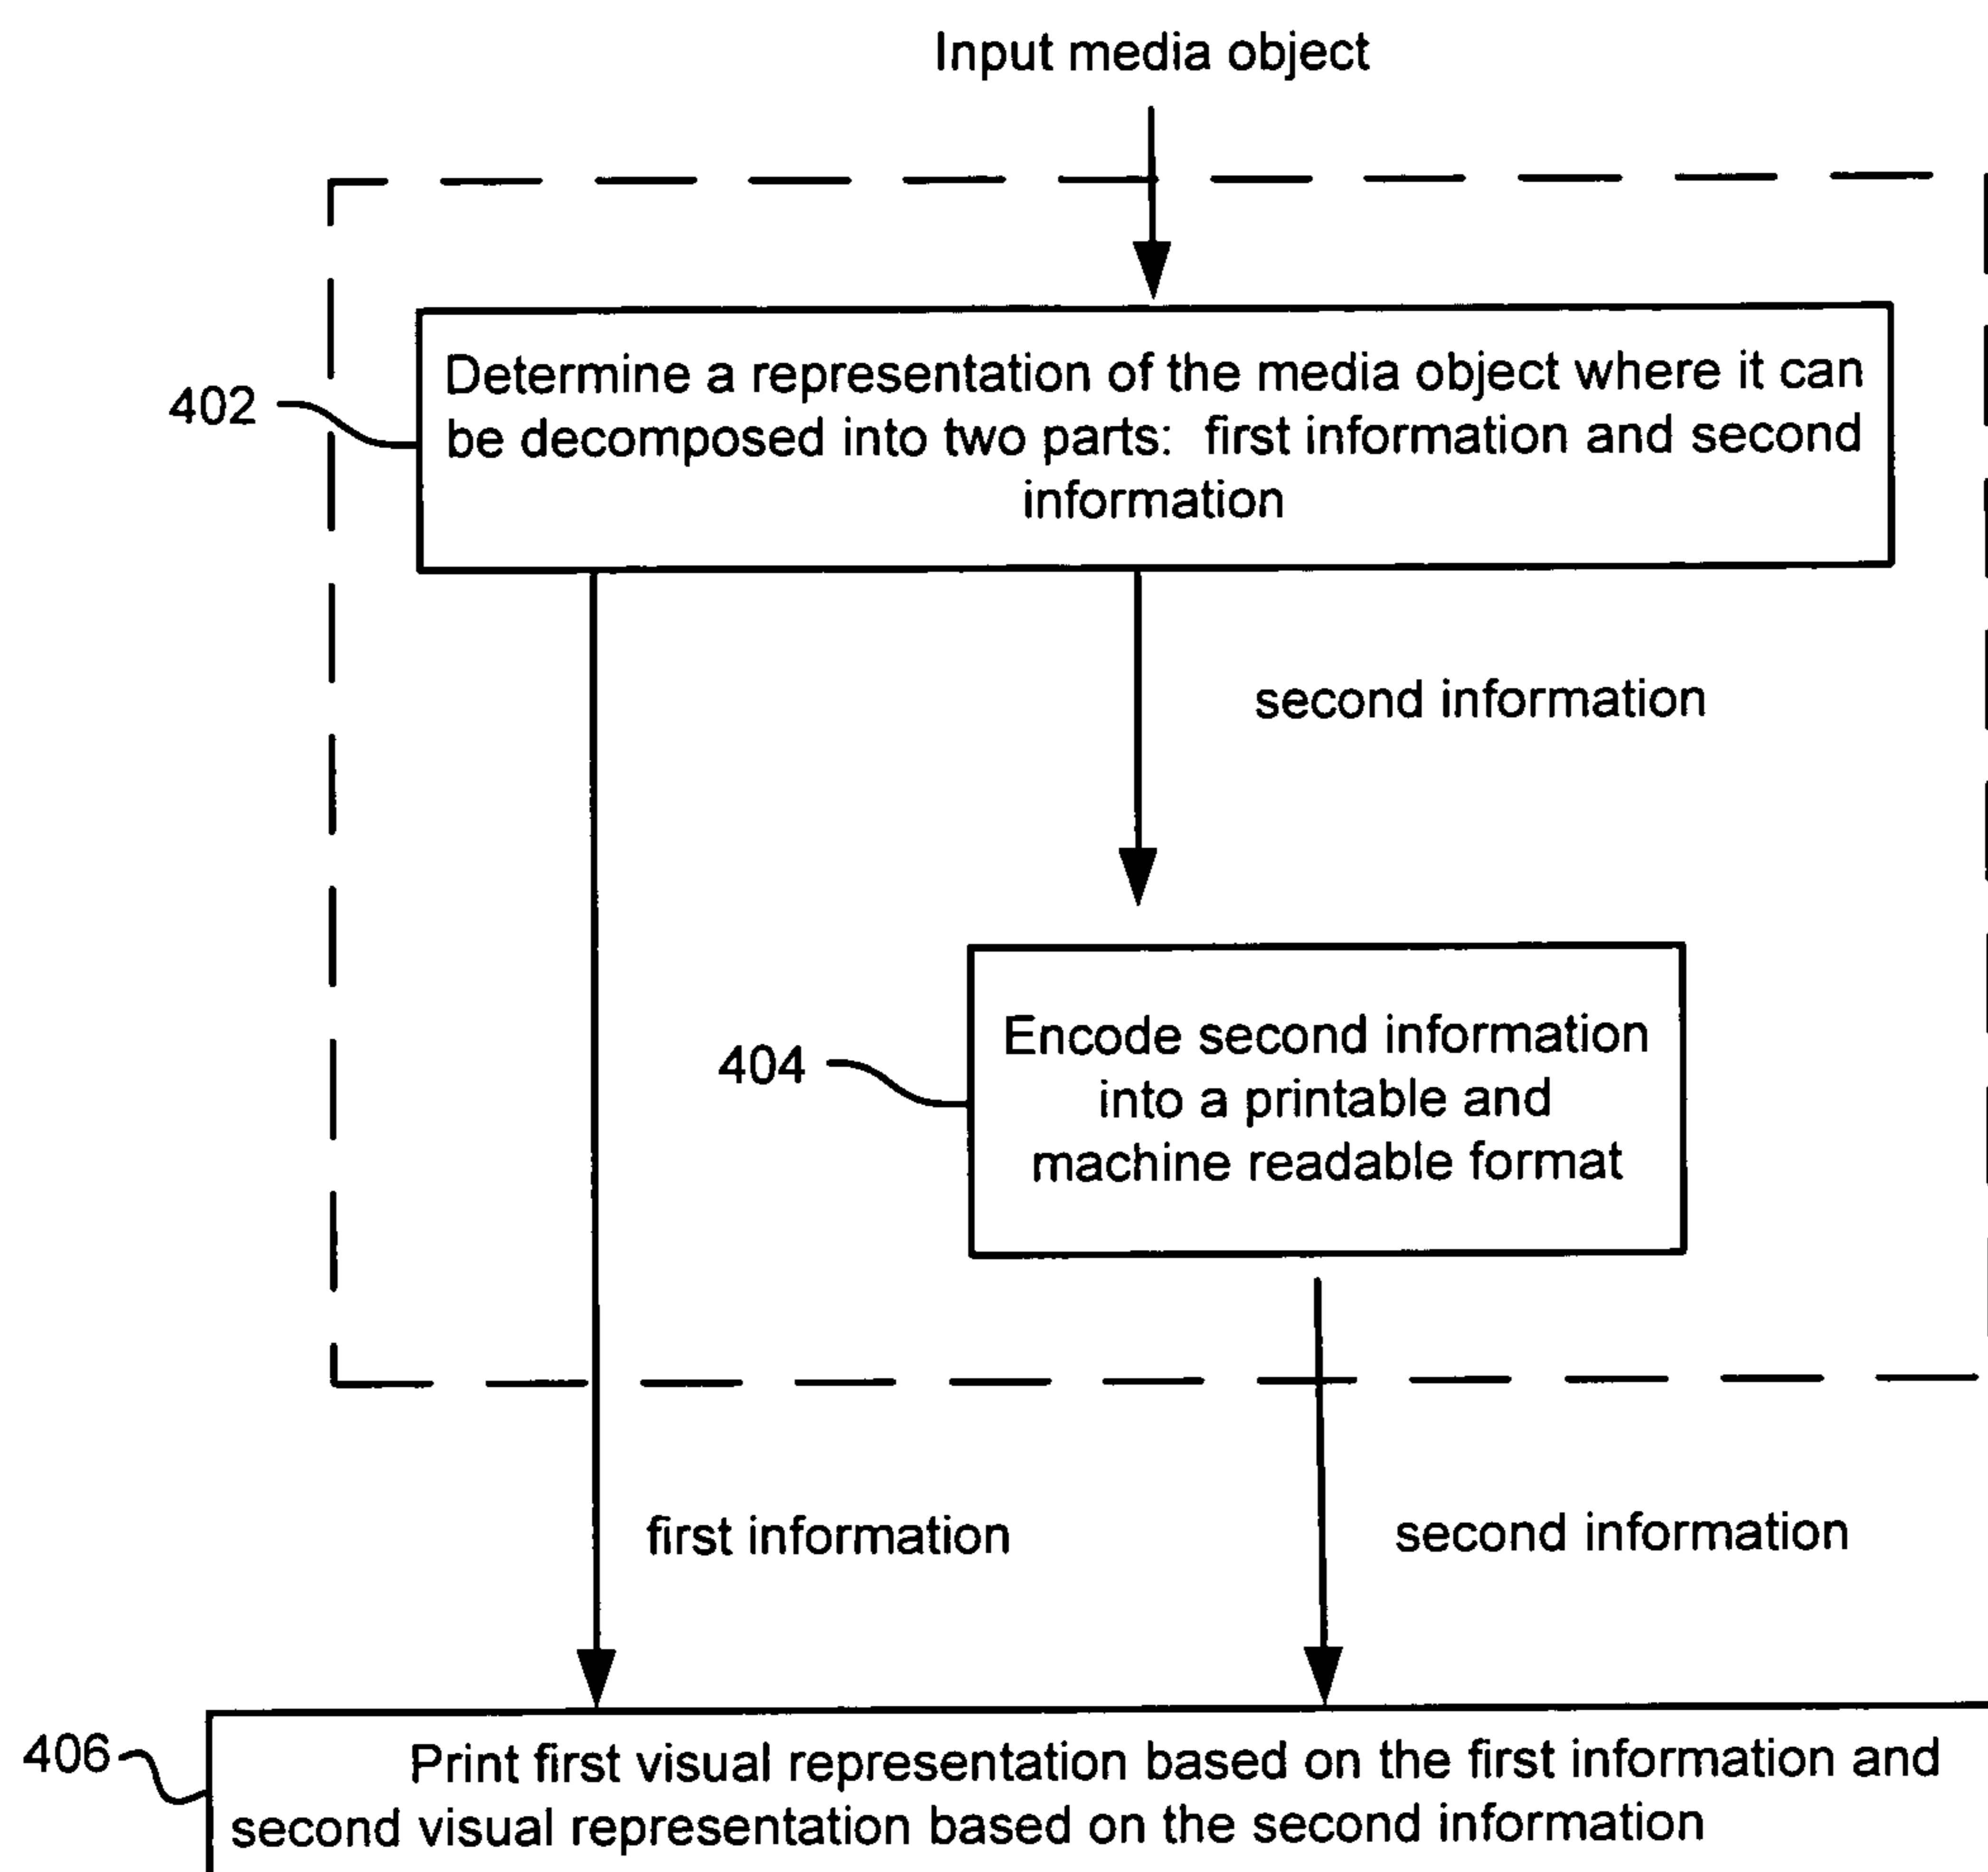 Input media object
402
Determine a representation of the media object where it can
be decomposed into two parts: first information and second
information
second information
404
Encode second information
into a printable and
machine readable format
first information
second information
406
Print first visual representation based on the first information and
second visual representation based on the second information